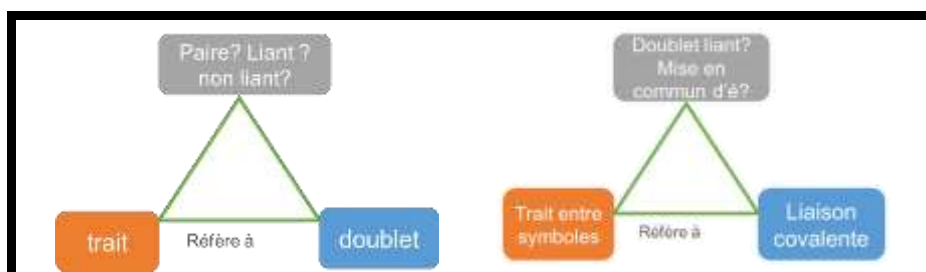 Paire? Liant ?
non liant?
trait
Réfère à
doublet
Doublet liant?
Mise en
commun d'é?
Trait entre
symboles
Réfère à
Liaison
covalente